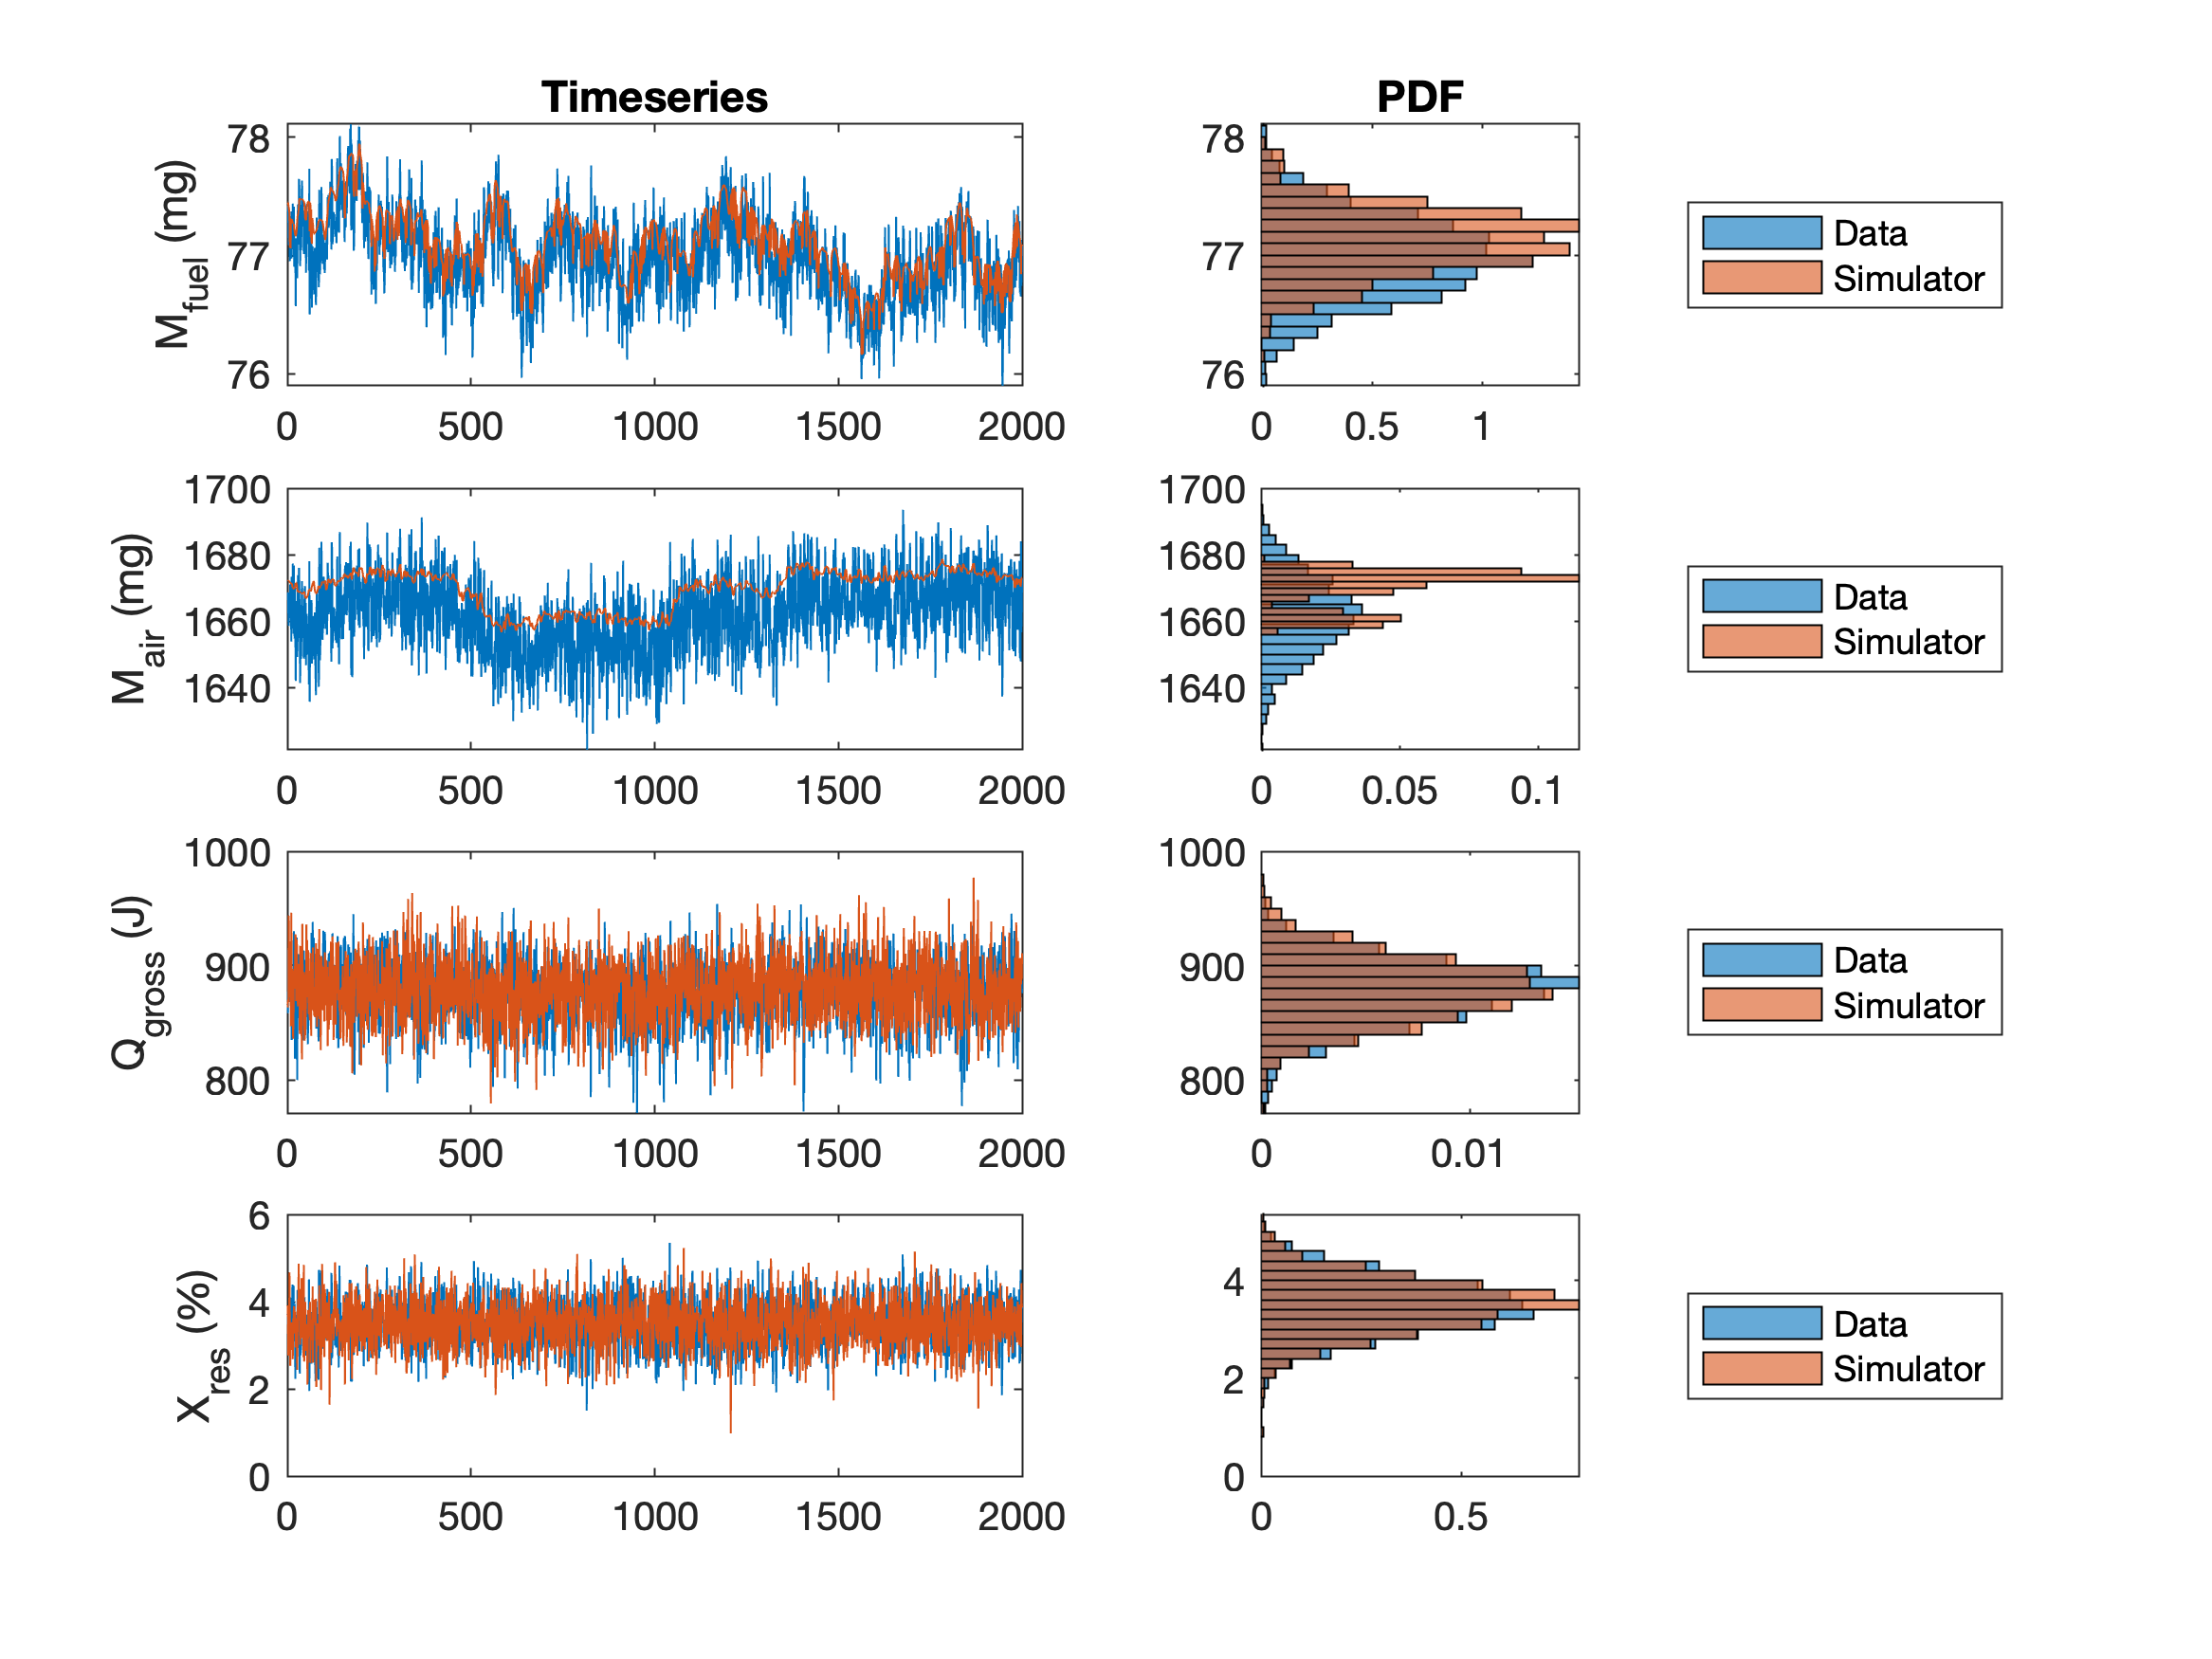 Timeseries
PDF
M_fuel (mg)
78
77
76
0 500 1000 1500 2000
78
77
76
0 0.5 1
Data
Simulator
M_air (mg)
1700
1680
1660
1640
0 500 1000 1500 2000
1700
1680
1660
1640
0 0.05 0.1
Data
Simulator
Q_gross (J)
1000
900
800
0 500 1000 1500 2000
1000
900
800
0 0.01
Data
Simulator
X_res (%)
6
4
2
0
0 500 1000 1500 2000
4
2
0
0 0.5
Data
Simulator